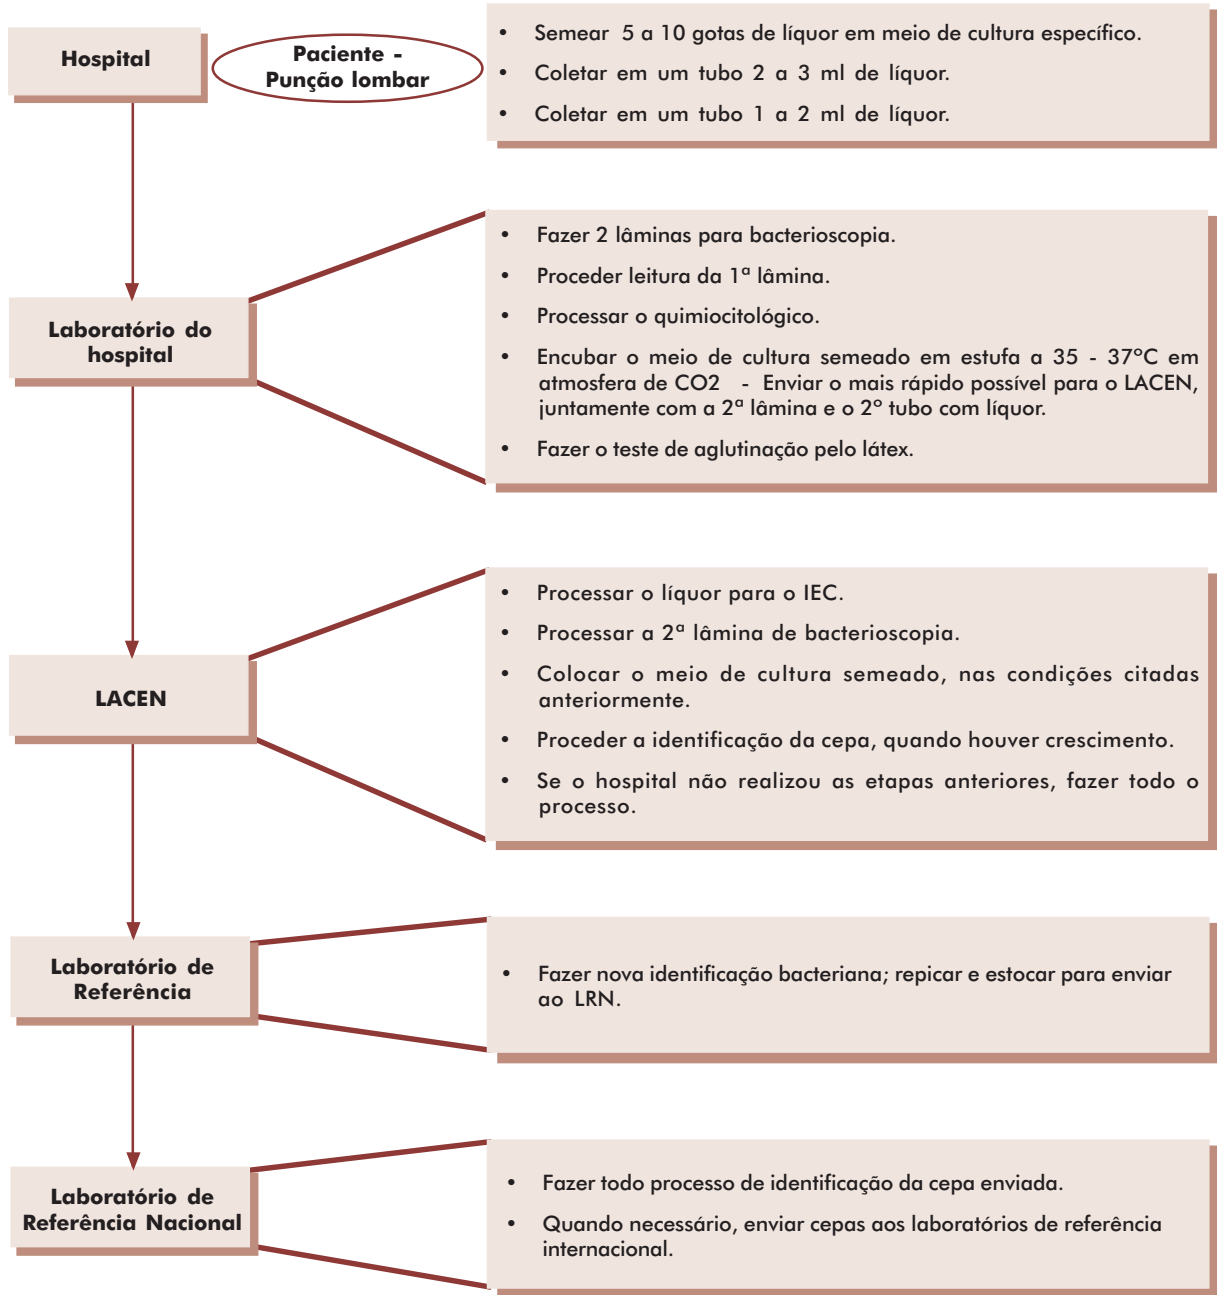 Hospital
Paciente -
Punção lombar
• Semear 5 a 10 gotas de líquor em meio de cultura específico.
• Coletar em um tubo 2 a 3 ml de líquor.
• Coletar em um tubo 1 a 2 ml de líquor.
Laboratório do
hospital
• Fazer 2 lâminas para bacterioscopia.
• Proceder leitura da 1ª lâmina.
• Processar o quimiocitológico.
• Encubar o meio de cultura semeado em estufa a 35 - 37ºC em
atmosfera de CO2 - Enviar o mais rápido possível para o LACEN,
juntamente com a 2ª lâmina e o 2º tubo com líquor.
• Fazer o teste de aglutinação pelo látex.
LACEN
• Processar o líquor para o IEC.
• Processar a 2ª lâmina de bacterioscopia.
• Colocar o meio de cultura semeado, nas condições citadas
anteriormente.
• Proceder a identificação da cepa, quando houver crescimento.
• Se o hospital não realizou as etapas anteriores, fazer todo o
processo.
Laboratório de
Referência
• Fazer nova identificação bacteriana; repicar e estocar para enviar
ao LRN.
Laboratório de
Referência Nacional
• Fazer todo processo de identificação da cepa enviada.
• Quando necessário, enviar cepas aos laboratórios de referência
internacional.